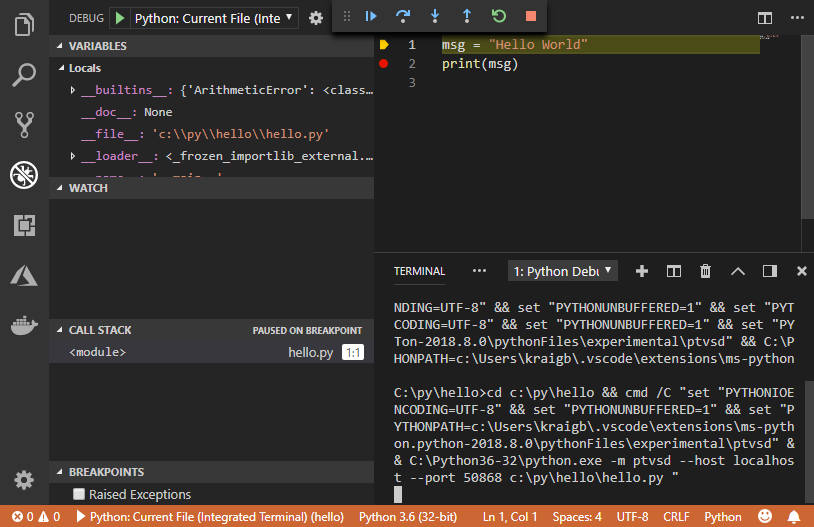 DEBUG Python: Current File (Inte
VARIABLES
Locals
__builtins__: {'ArithmeticError': <class...
__doc__: None
__file__: 'c:\\py\\hello\\hello.py'
__loader__: <_frozen_importlib_external....
WATCH
CALL STACK PAUSED ON BREAKPOINT
<module> hello.py 1:1
BREAKPOINTS
Raised Exceptions
1 msg = "Hello World"
2 print(msg)
3
TERMINAL ... 1: Python Debu
NDING=UTF-8" && set "PYTHONUNBUFFERED=1" && set "PYT
CODING=UTF-8" && set "PYTHONUNBUFFERED=1" && set "PY
Ton-2018.8.0\pythonFiles\experimental\ptvsd" && C:\P
HONPATH=c:\Users\kraigb\.vscode\extensions\ms-python
C:\py\hello>cd c:\py\hello && cmd /C "set "PYTHONIOE
NCODING=UTF-8" && set "PYTHONUNBUFFERED=1" && set "P
YTHONPATH=c:\Users\kraigb\.vscode\extensions\ms-pyth
on.python-2018.8.0\pythonFiles\experimental\ptvsd" &
& C:\Python36-32\python.exe -m ptvsd --host localhos
t --port 50868 c:\py\hello\hello.py "
0 0 Python: Current File (Integrated Terminal) (hello) Python 3.6 (32-bit) Ln 1, Col 1 Spaces: 4 UTF-8 CRLF Python